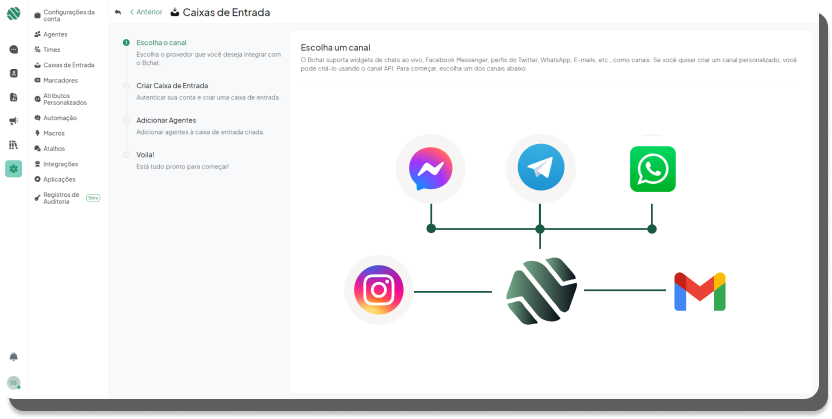 Configurações da
conta
Agentes
Times
Caixas de Entrada
Marcadores
Atributos
Personalizados
Automação
Macros
Atalhos
Integrações
Aplicações
Registros de
Auditoria
Beta
Anterior
Caixas de Entrada
Escolha o canal
Escolha o provedor que você deseja integrar com
o Bchat.
Criar Caixa de Entrada
Autenticar sua conta e criar uma caixa de entrada.
Adicionar Agentes
Adicionar agentes à caixa de entrada criada.
Voila!
Está tudo pronto para começar!
Escolha um canal
O Bchat suporta widgets de chats ao vivo, Facebook Messenger, perfis do Twitter, WhatsApp, E-mails, etc., como canais. Se você quiser criar um canal personalizado, você
pode criá-lo usando o canal API. Para começar, escolha um dos canais abaixo.